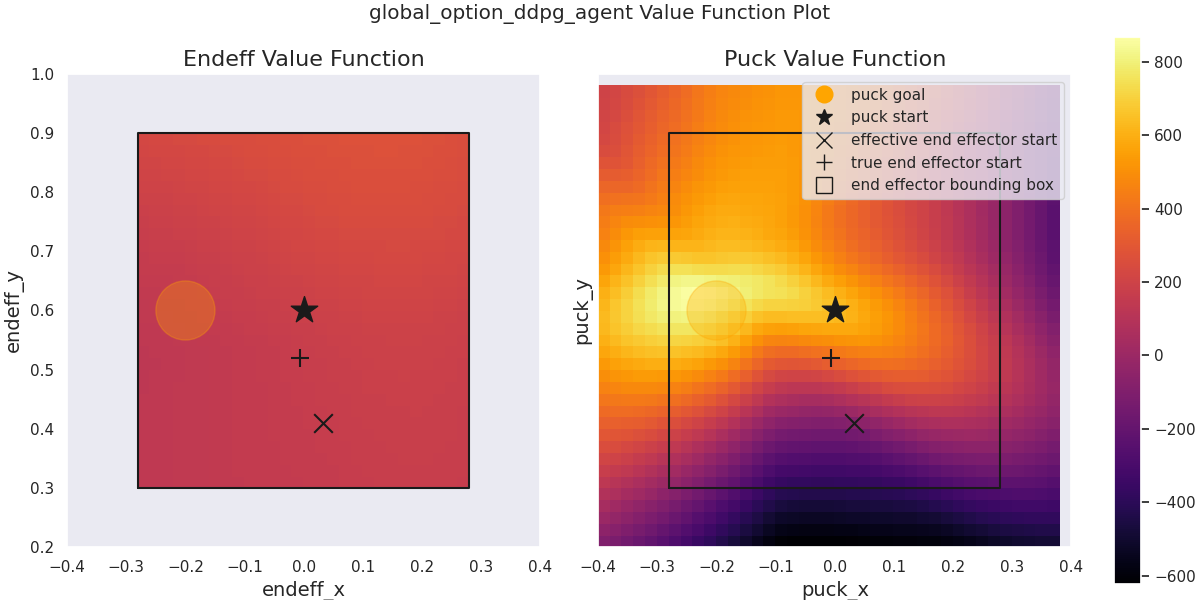 global_option_ddpg_agent Value Function Plot
Endeff Value Function
endeff_y
1.0
0.9
0.8
0.7
0.6
0.5
0.4
0.3
0.2
−0.4 −0.3 −0.2 −0.1 0.0 0.1 0.2 0.3 0.4
endeff_x
Puck Value Function
puck_y
puck goal
puck start
effective end effector start
true end effector start
end effector bounding box
−0.4 −0.3 −0.2 −0.1 0.0 0.1 0.2 0.3 0.4
puck_x
800
600
400
200
0
−200
−400
−600